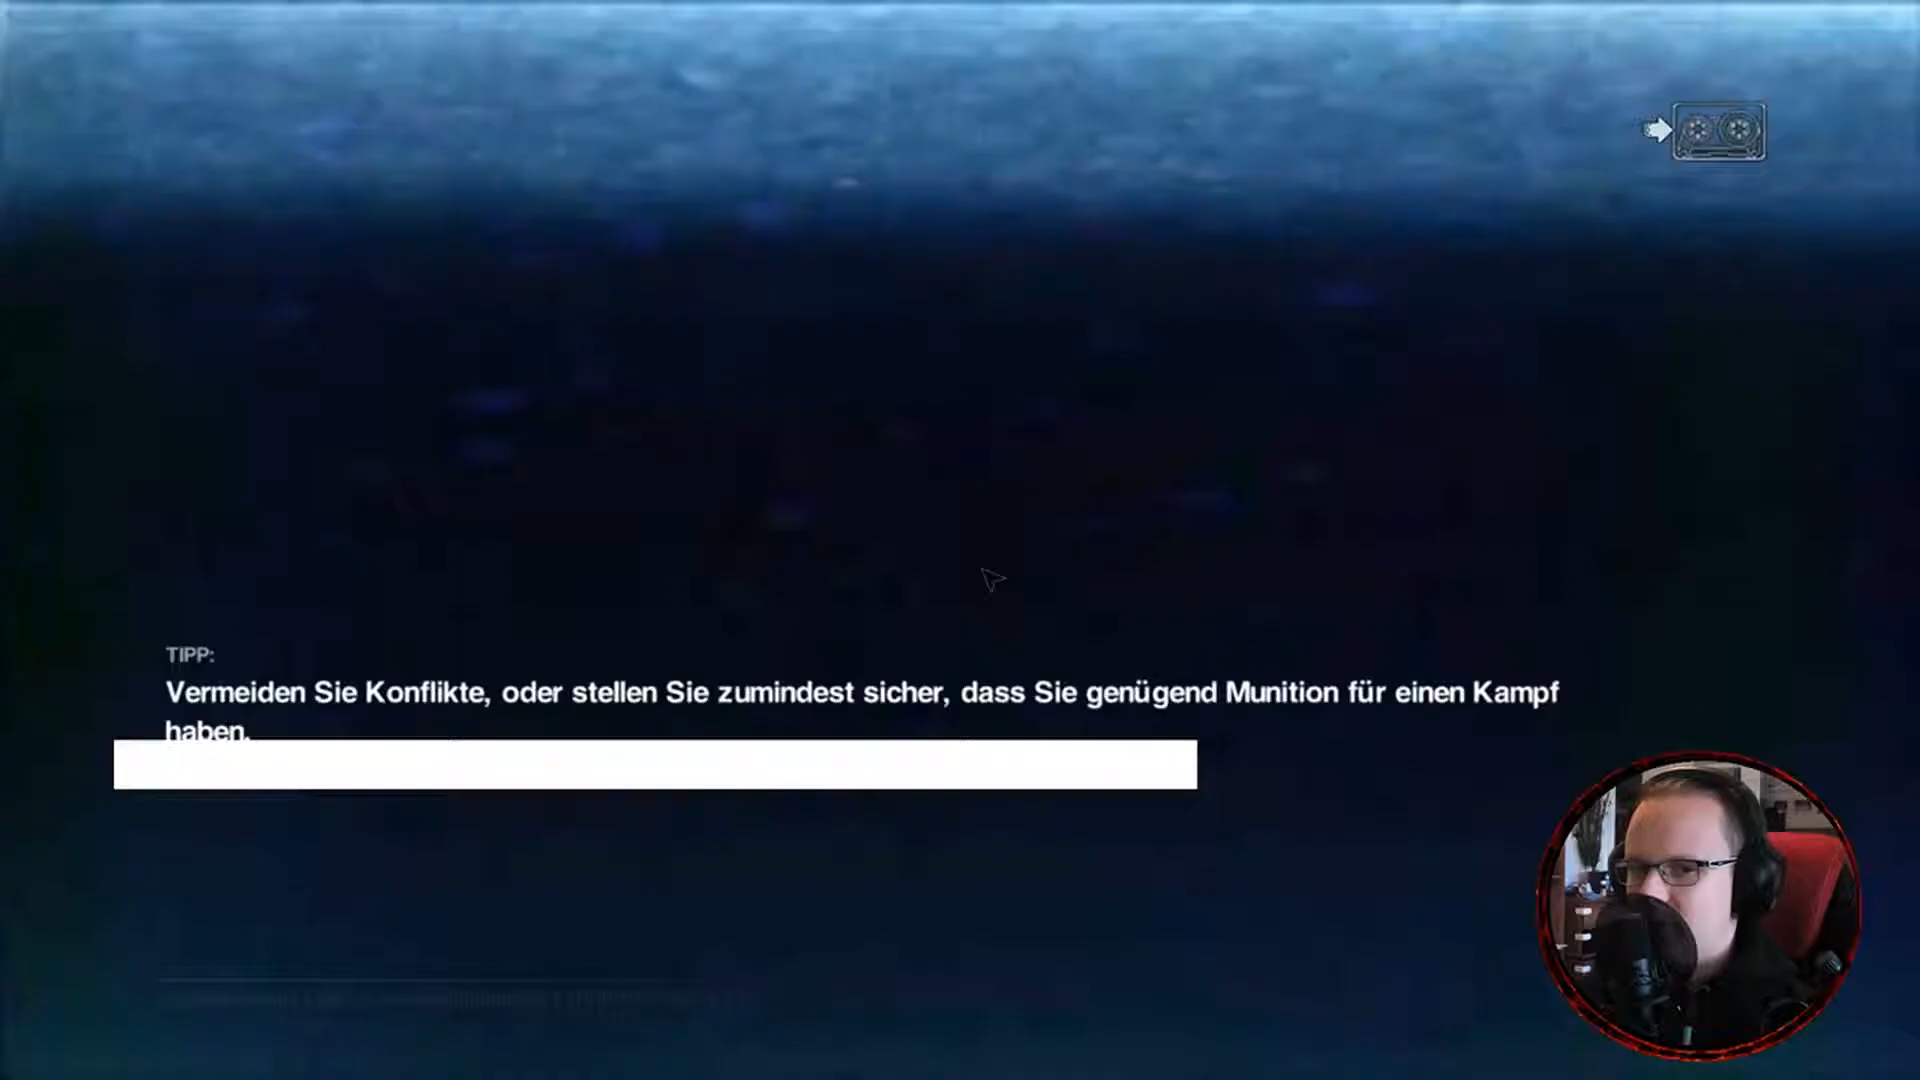 TIPP:
Vermeiden Sie Konflikte, oder stellen Sie zumindest sicher, dass Sie genügend Munition für einen Kampf
haben.